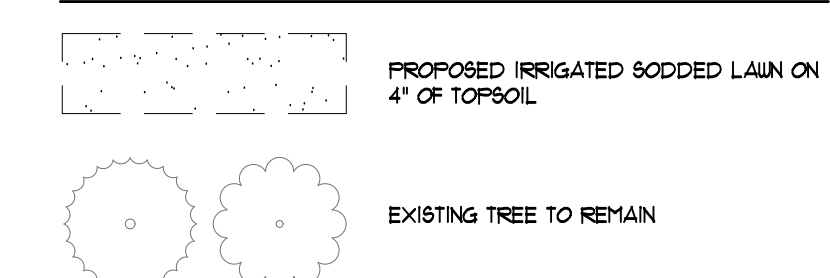 PROPOSED IRRIGATED SODDED LAWN ON
4" OF TOPSOIL
EXISTING TREE TO REMAIN